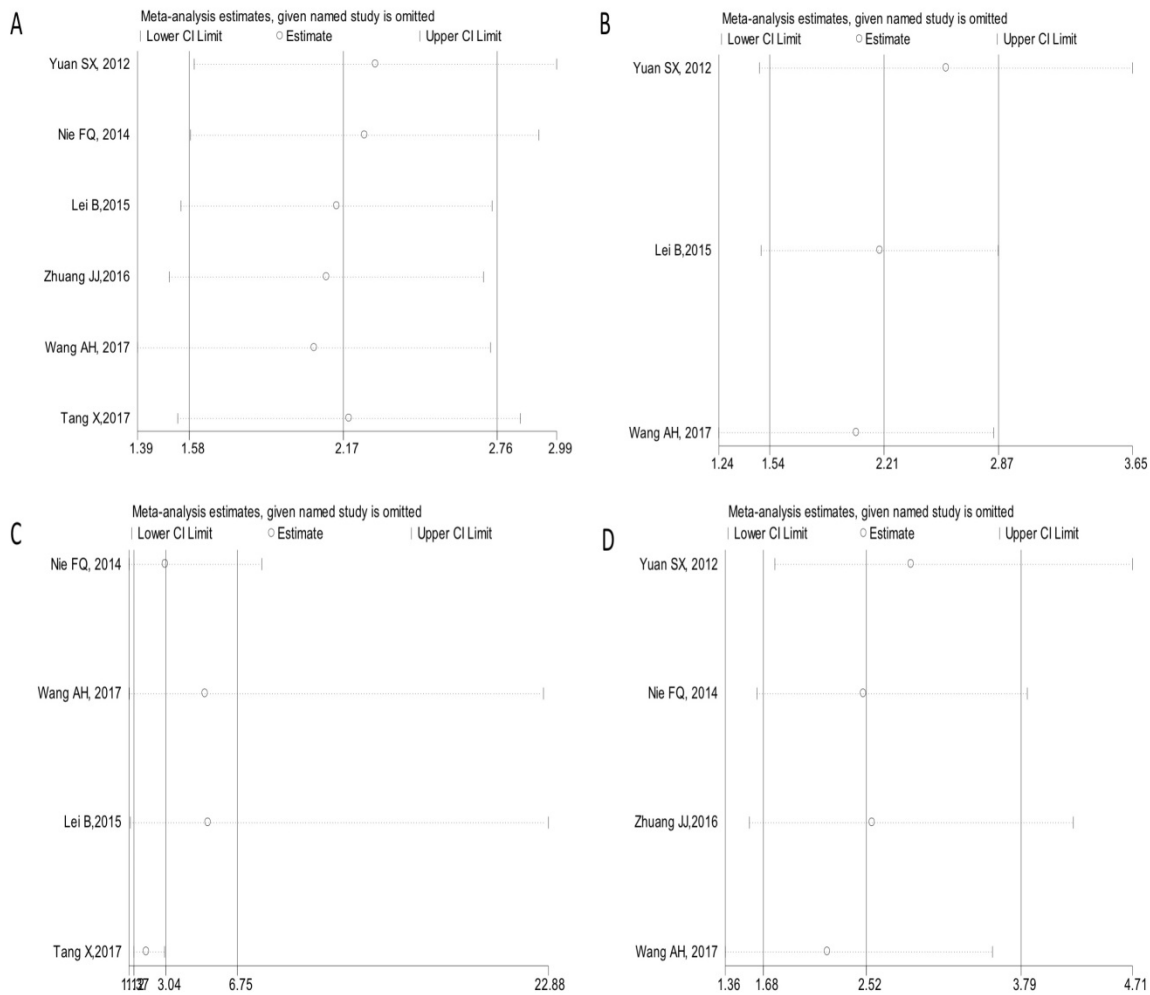 A
Meta-analysis estimates, given named study is omitted
Lower CI Limit Estimate Upper CI Limit
Yuan SX, 2012
Nie FQ, 2014
Lei B,2015
Zhuang JJ,2016
Wang AH, 2017
Tang X,2017
1.39 1.58 2.17 2.76 2.99
B
Meta-analysis estimates, given named study is omitted
Lower CI Limit Estimate Upper CI Limit
Yuan SX, 2012
Lei B,2015
Wang AH, 2017
1.24 1.54 2.21 2.87 3.65
C
Meta-analysis estimates, given named study is omitted
Lower CI Limit Estimate Upper CI Limit
Nie FQ, 2014
Wang AH, 2017
Lei B,2015
Tang X,2017
3.04 6.75 22.88
D
Meta-analysis estimates, given named study is omitted
Lower CI Limit Estimate Upper CI Limit
Yuan SX, 2012
Nie FQ, 2014
Zhuang JJ,2016
Wang AH, 2017
1.36 1.68 2.52 3.79 4.71